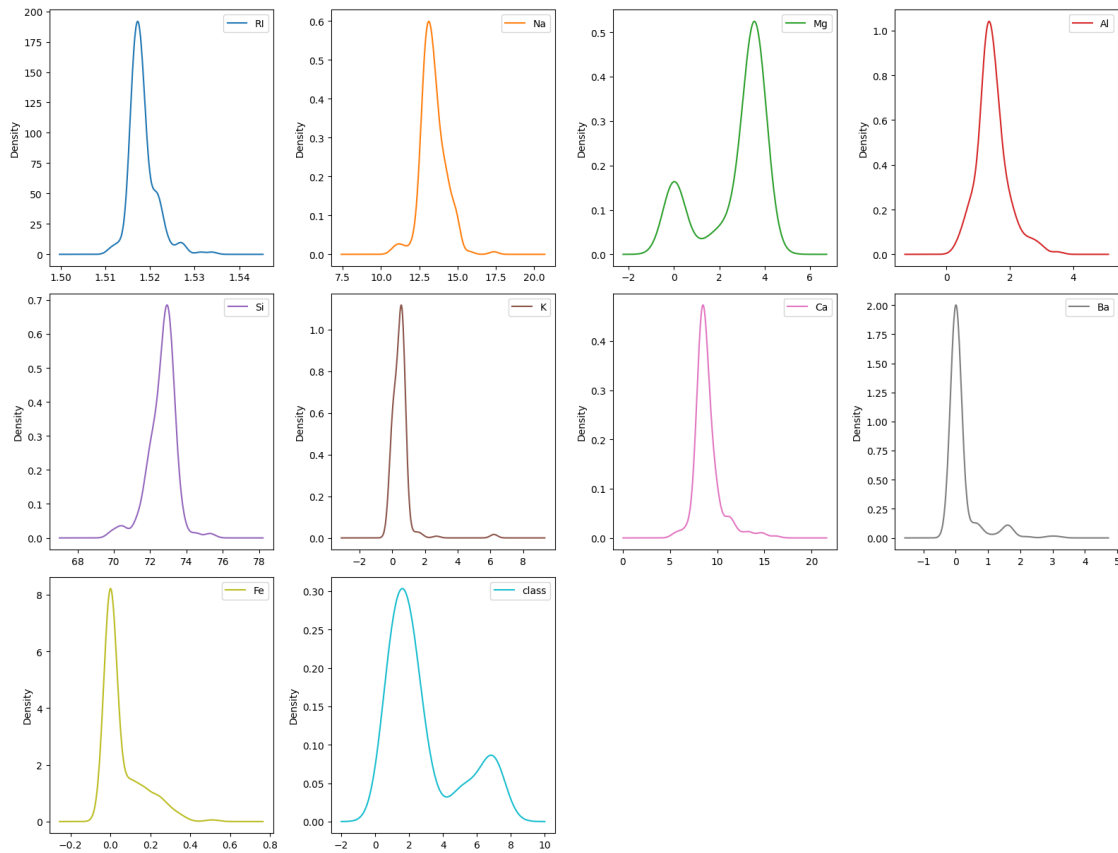 RI
Density
200
175
150
125
100
75
50
25
0
1.50 1.51 1.52 1.53 1.54
Na
Density
0.6
0.5
0.4
0.3
0.2
0.1
0.0
7.5 10.0 12.5 15.0 17.5 20.0
Mg
Density
0.5
0.4
0.3
0.2
0.1
0.0
−2 0 2 4 6
Al
Density
1.0
0.8
0.6
0.4
0.2
0.0
0 2 4
Si
Density
0.7
0.6
0.5
0.4
0.3
0.2
0.1
0.0
68 70 72 74 76 78
K
Density
1.0
0.8
0.6
0.4
0.2
0.0
−2 0 2 4 6 8
Ca
Density
0.4
0.3
0.2
0.1
0.0
0 5 10 15 20
Ba
Density
2.00
1.75
1.50
1.25
1.00
0.75
0.50
0.25
0.00
−1 0 1 2 3 4 5
Fe
Density
8
6
4
2
0
−0.2 0.0 0.2 0.4 0.6 0.8
class
Density
0.30
0.25
0.20
0.15
0.10
0.05
0.00
−2 0 2 4 6 8 10